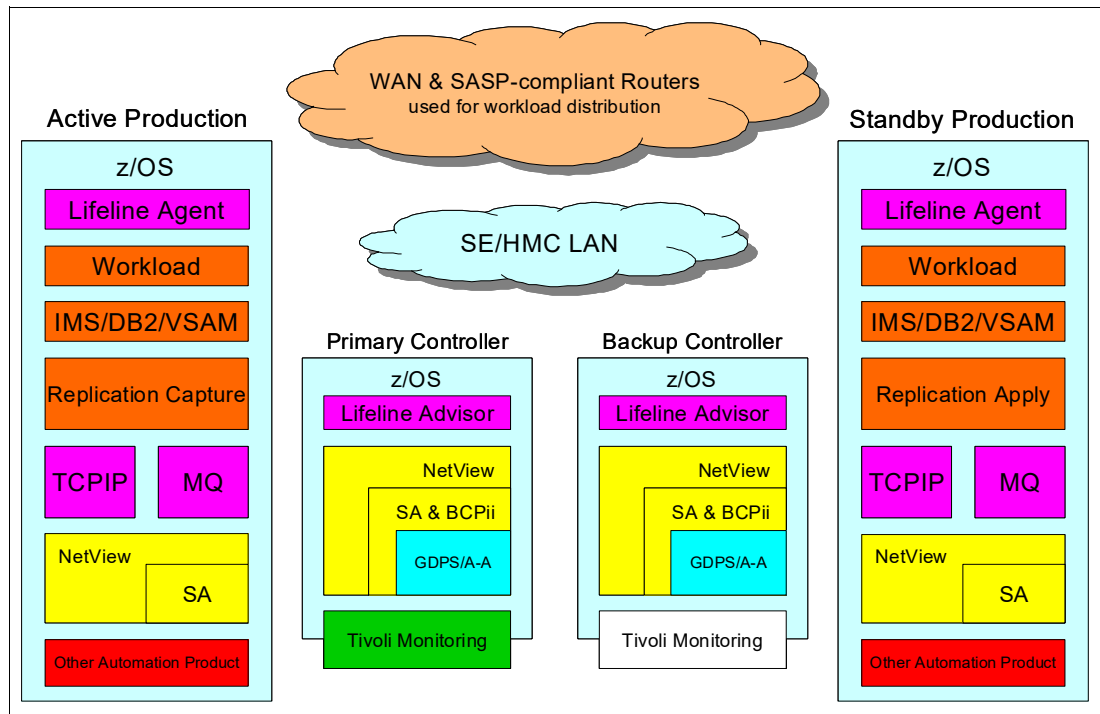 WAN & SASP-compliant Routers
used for workload distribution
SE/HMC LAN
Active Production
z/OS
Lifeline Agent
Workload
IMS/DB2/VSAM
Replication Capture
TCPIP
MQ
NetView
SA
Other Automation Product
Primary Controller
z/OS
Lifeline Advisor
NetView
SA & BCPii
GDPS/A-A
Tivoli Monitoring
Backup Controller
z/OS
Lifeline Advisor
NetView
SA & BCPii
GDPS/A-A
Tivoli Monitoring
Standby Production
z/OS
Lifeline Agent
Workload
IMS/DB2/VSAM
Replication Apply
TCPIP
MQ
NetView
SA
Other Automation Product